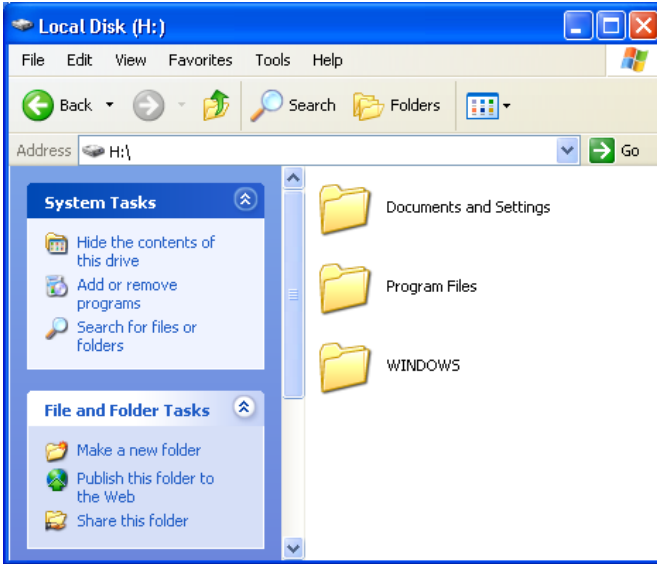 Local Disk (H:)
File Edit View Favorites Tools Help
Back Search Folders
Address H:\ Go
System Tasks
Hide the contents of
this drive
Add or remove
programs
Search for files or
folders
File and Folder Tasks
Make a new folder
Publish this folder to
the Web
Share this folder
Documents and Settings
Program Files
WINDOWS